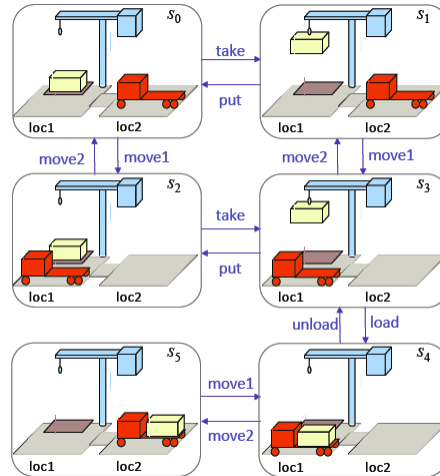 s0 take s1
put
loc1 loc2 loc1 loc2
move2 move1 move2 move1
s2 take s3
put
loc1 loc2 loc1 loc2
unload load
s5 move1 s4
move2
loc1 loc2 loc1 loc2